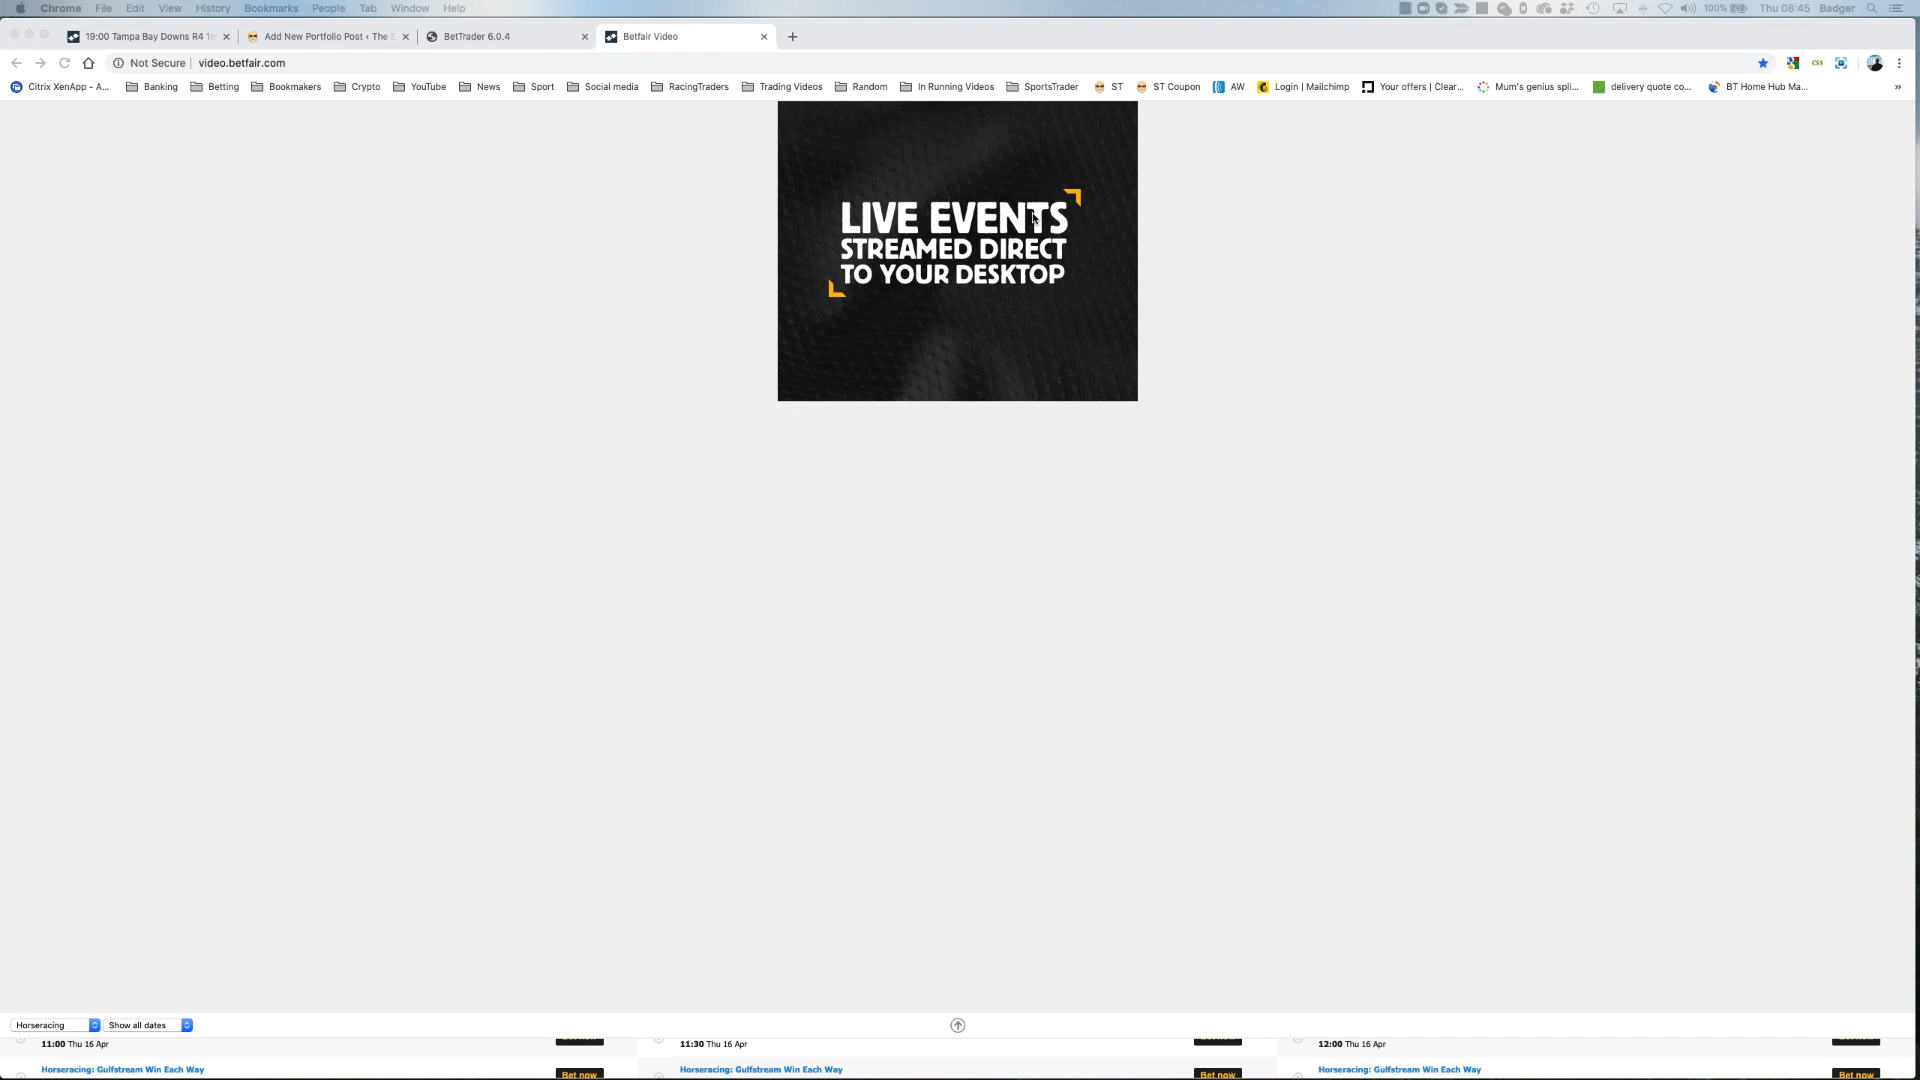 Chrome File Edit View History Bookmarks People Tab Window Help 100% Thu 08:45 Badger
19:00 Tampa Bay Downs R4 1m Add New Portfolio Post ‹ The S BetTrader 6.0.4 Betfair Video
Not Secure video.betfair.com
Citrix XenApp - A... Banking Betting Bookmakers Crypto YouTube News Sport Social media RacingTraders Trading Videos Random In Running Videos SportsTrader ST ST Coupon AW Login | Mailchimp Your offers | Clear... Mum's genius spli... delivery quote co... BT Home Hub Ma... »
LIVE EVENTS
STREAMED DIRECT
TO YOUR DESKTOP
Horseracing Show all dates
11:00 Thu 16 Apr 11:30 Thu 16 Apr 12:00 Thu 16 Apr
Horseracing: Gulfstream Win Each Way Bet now Horseracing: Gulfstream Win Each Way Bet now Horseracing: Gulfstream Win Each Way Bet now